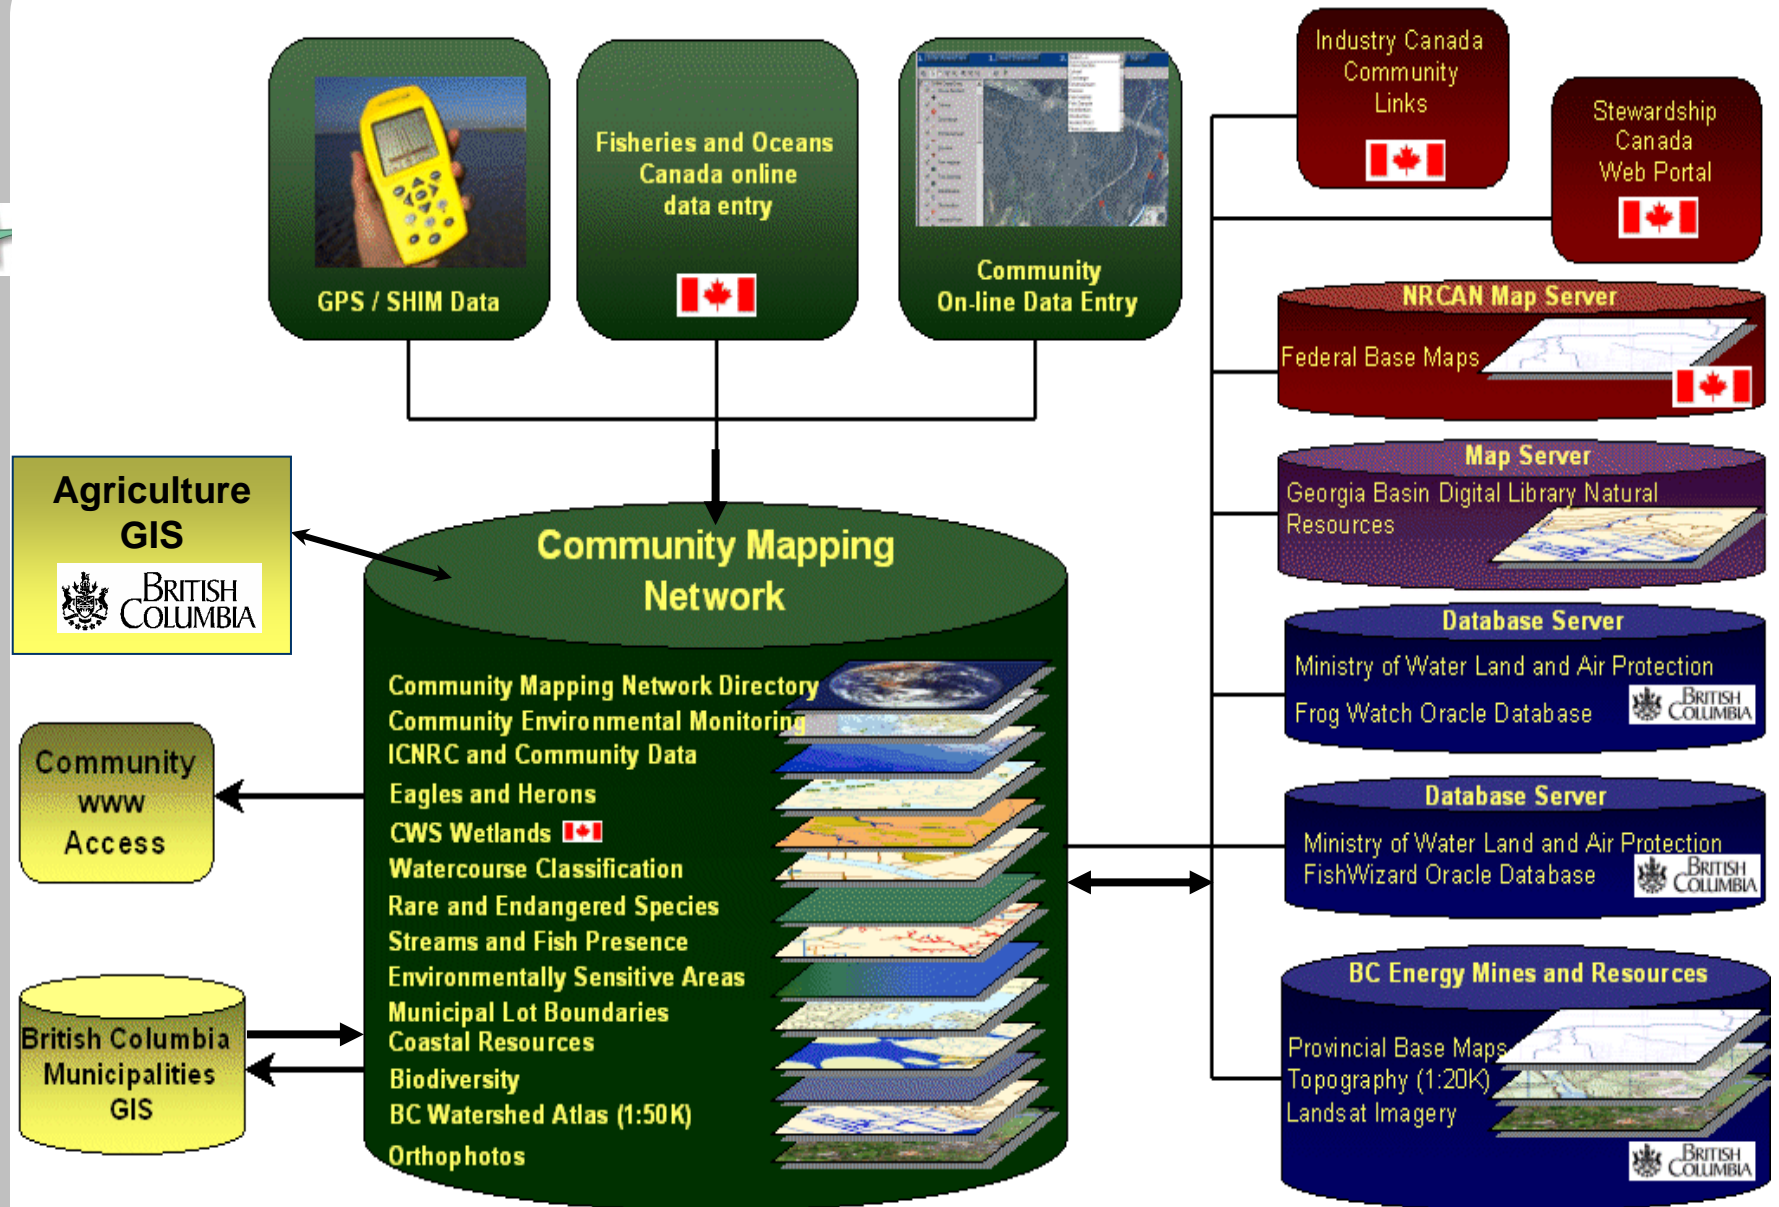 GPS / SHIM Data
Fisheries and Oceans
Canada online
data entry
Community
On-line Data Entry
Industry Canada
Community
Links
Stewardship
Canada
Web Portal
NRCAN Map Server
Federal Base Maps
Map Server
Georgia Basin Digital Library Natural
Resources
Database Server
Ministry of Water Land and Air Protection
Frog Watch Oracle Database
BRITISH
COLUMBIA
Database Server
Ministry of Water Land and Air Protection
FishWizard Oracle Database
BRITISH
COLUMBIA
BC Energy Mines and Resources
Provincial Base Maps
Topography (1:20K)
Landsat Imagery
BRITISH
COLUMBIA
Agriculture
GIS
BRITISH
COLUMBIA
Community
www
Access
British Columbia
Municipalities
GIS
Community Mapping
Network
Community Mapping Network Directory
Community Environmental Monitoring
ICNRC and Community Data
Eagles and Herons
CWS Wetlands
Watercourse Classification
Rare and Endangered Species
Streams and Fish Presence
Environmentally Sensitive Areas
Municipal Lot Boundaries
Coastal Resources
Biodiversity
BC Watershed Atlas (1:50K)
Orthophotos